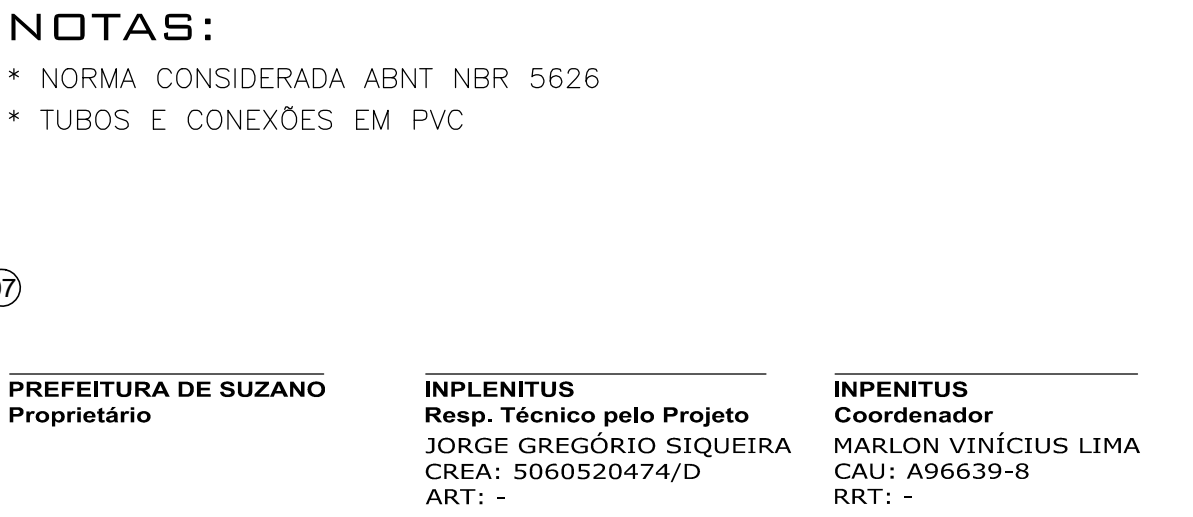 NOTAS:
* NORMA CONSIDERADA ABNT NBR 5626
* TUBOS E CONEXÕES EM PVC
PREFEITURA DE SUZANO
Proprietário
INPLENITUS
Resp. Técnico pelo Projeto
JORGE GREGÓRIO SIQUEIRA
CREA: 5060520474/D
ART: -
INPENITUS
Coordenador
MARLON VINÍCIUS LIMA
CAU: A96639-8
RRT: -